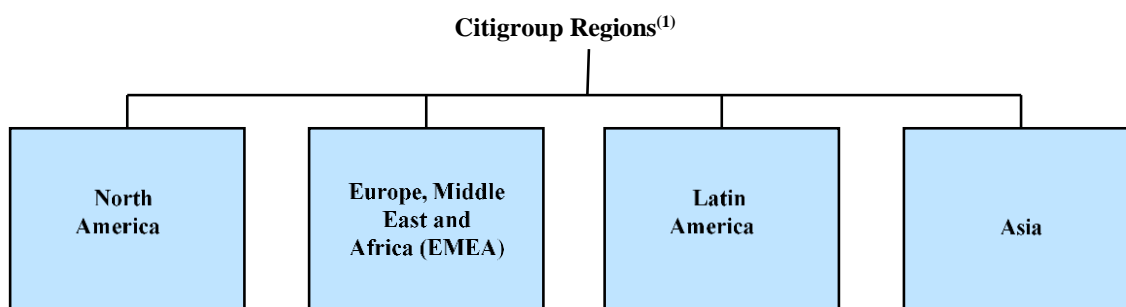 Citigroup Regions(1)
North
America
Europe, Middle
East and
Africa (EMEA)
Latin
America
Asia